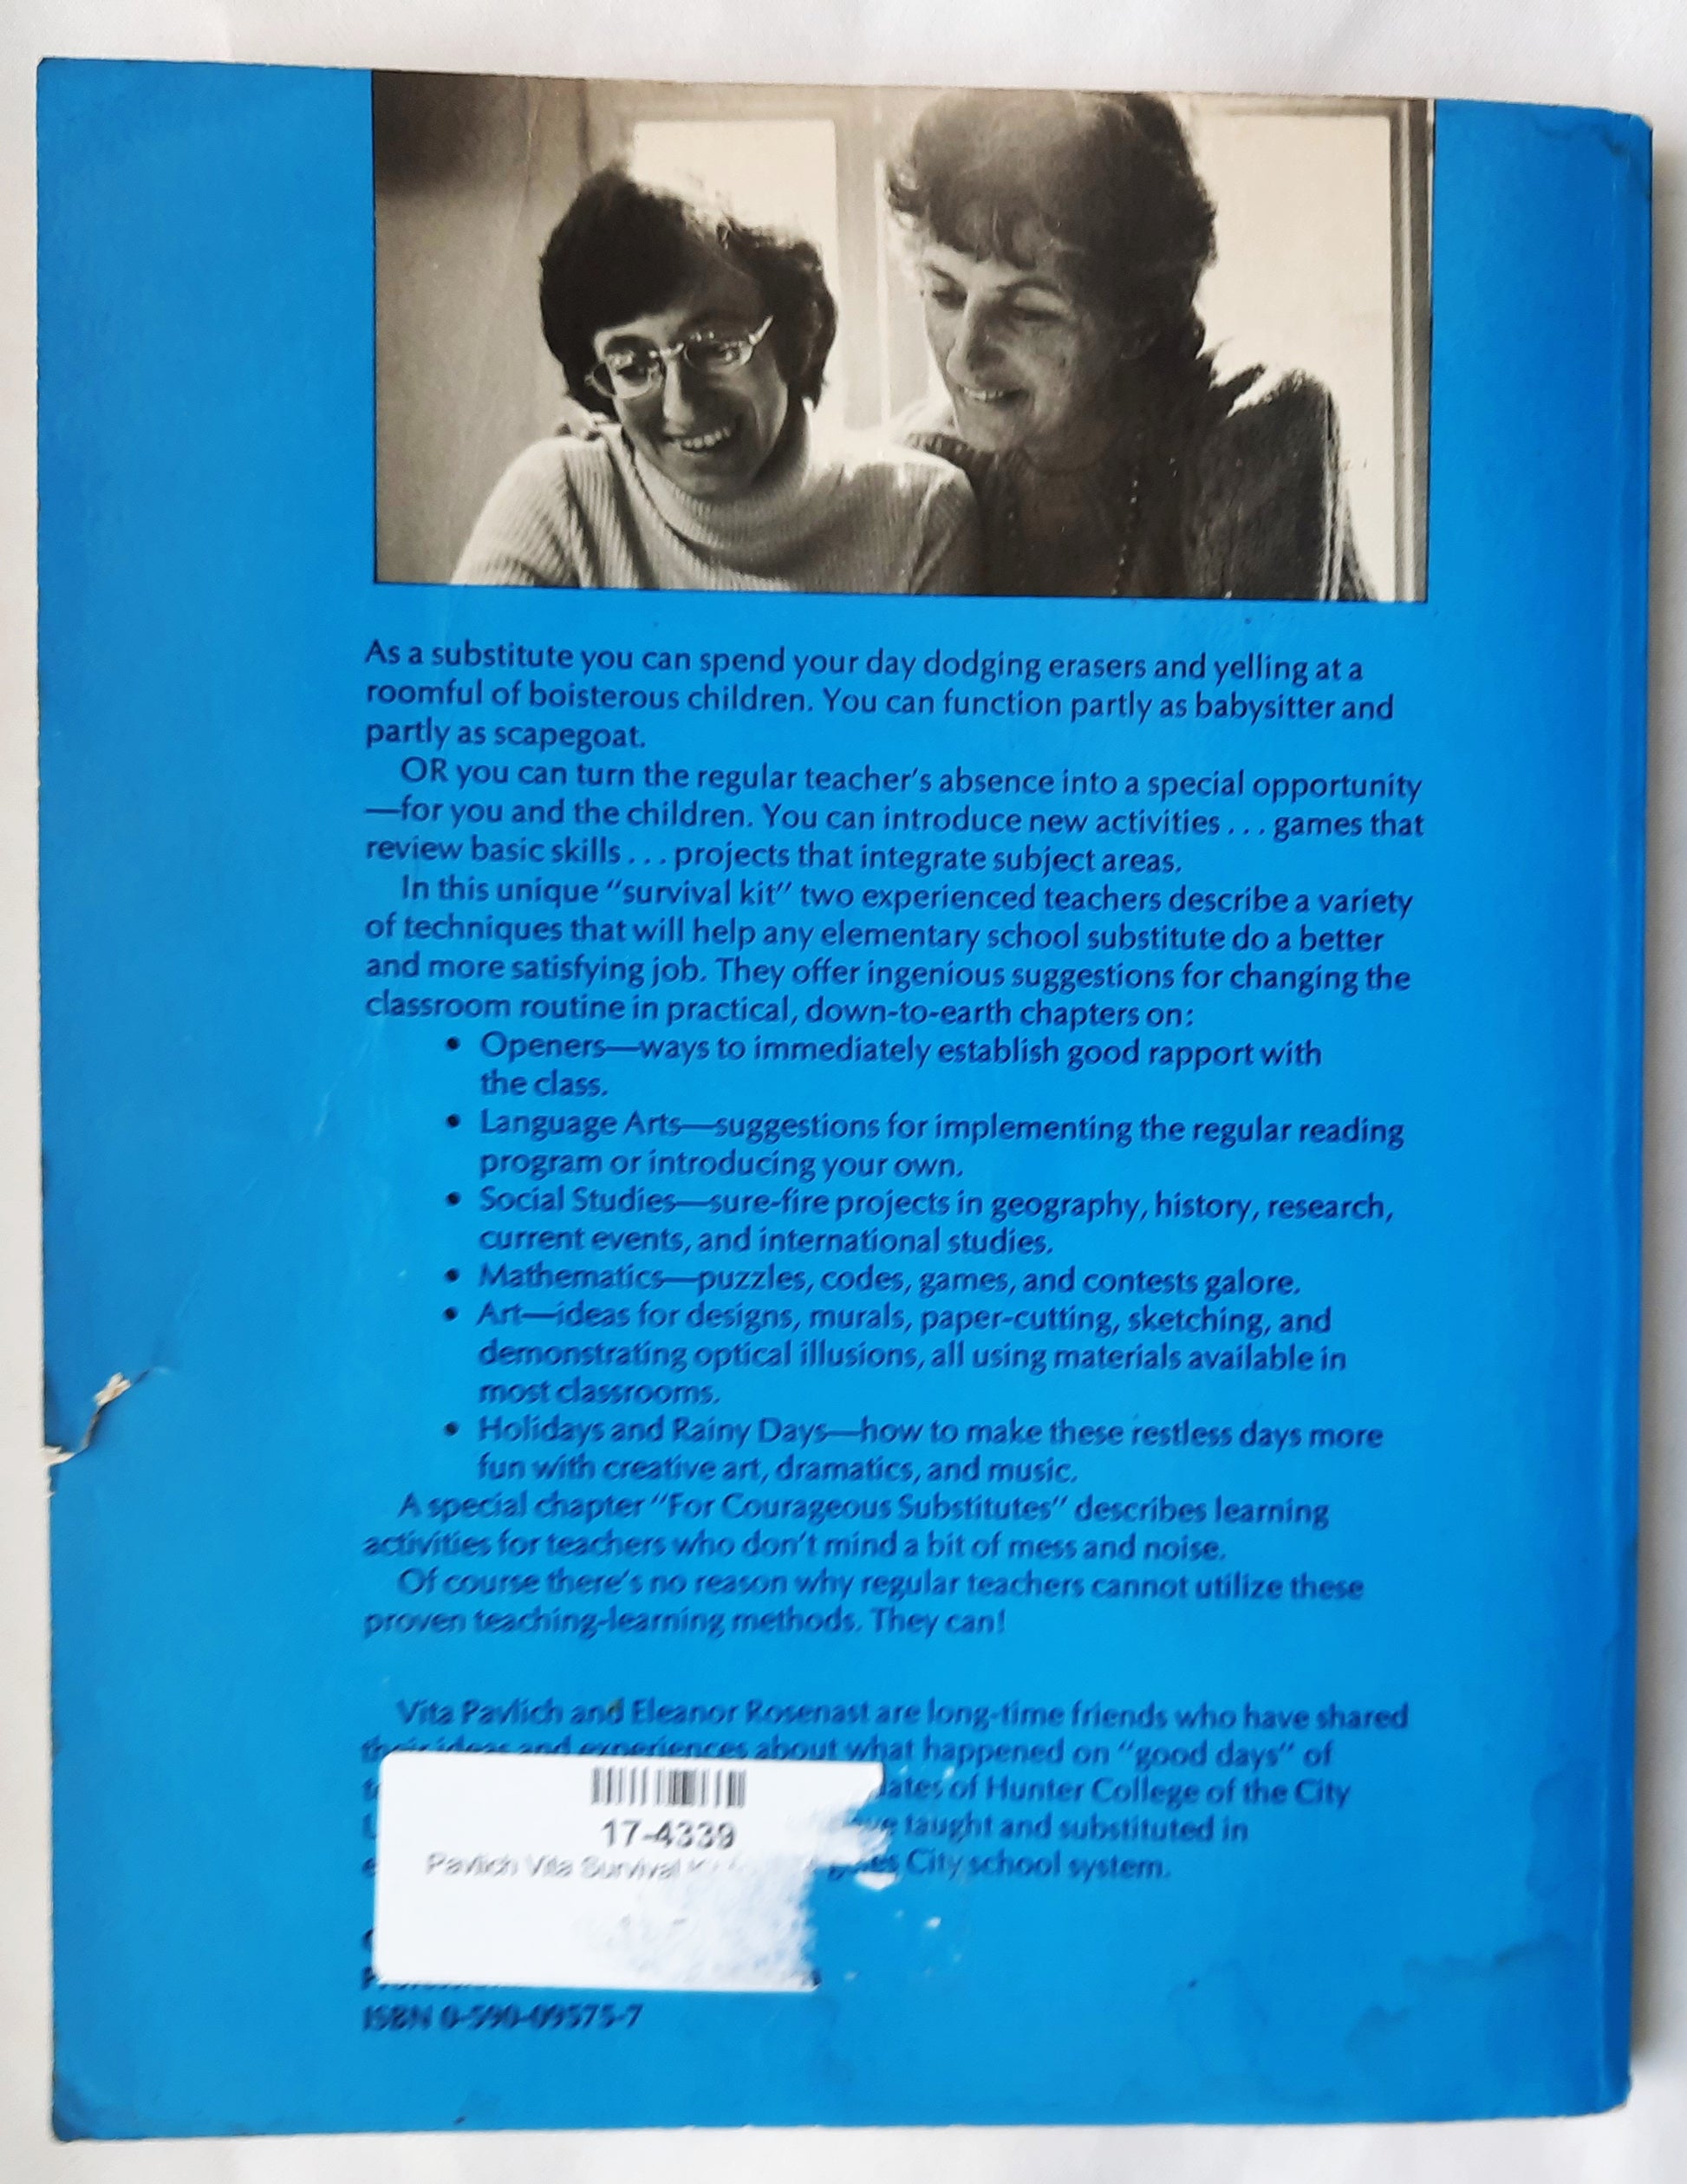 As a substitute you can spend your day dodging erasers and yelling at a
roomful of boisterous children. You can function partly as babysitter and
partly as scapegoat.
OR you can turn the regular teacher's absence into a special opportunity
—for you and the children. You can introduce new activities . . . games that
review basic skills . . . projects that integrate subject areas.
In this unique "survival kit" two experienced teachers describe a variety
of techniques that will help any elementary school substitute do a better
and more satisfying job. They offer ingenious suggestions for changing the
classroom routine in practical, down-to-earth chapters on:
• Openers—ways to immediately establish good rapport with
the class.
• Language Arts—suggestions for implementing the regular reading
program or introducing your own.
• Social Studies—sure-fire projects in geography, history, research,
current events, and international studies.
• Mathematics—puzzles, codes, games, and contests galore.
• Art—ideas for designs, murals, paper-cutting, sketching, and
demonstrating optical illusions, all using materials available in
most classrooms.
• Holidays and Rainy Days—how to make these restless days more
fun with creative art, dramatics, and music.
A special chapter "For Courageous Substitutes" describes learning
activities for teachers who don't mind a bit of mess and noise.
Of course there's no reason why regular teachers cannot utilize these
proven teaching-learning methods. They can!
Vita Pavlich and Eleanor Rosenast are long-time friends who have shared
their ideas and experiences about what happened on "good days" of
of Hunter College of the City
taught and substituted in
City school system.
17-4339
Pavlich Vita Survival
ISBN 0-590-09575-7